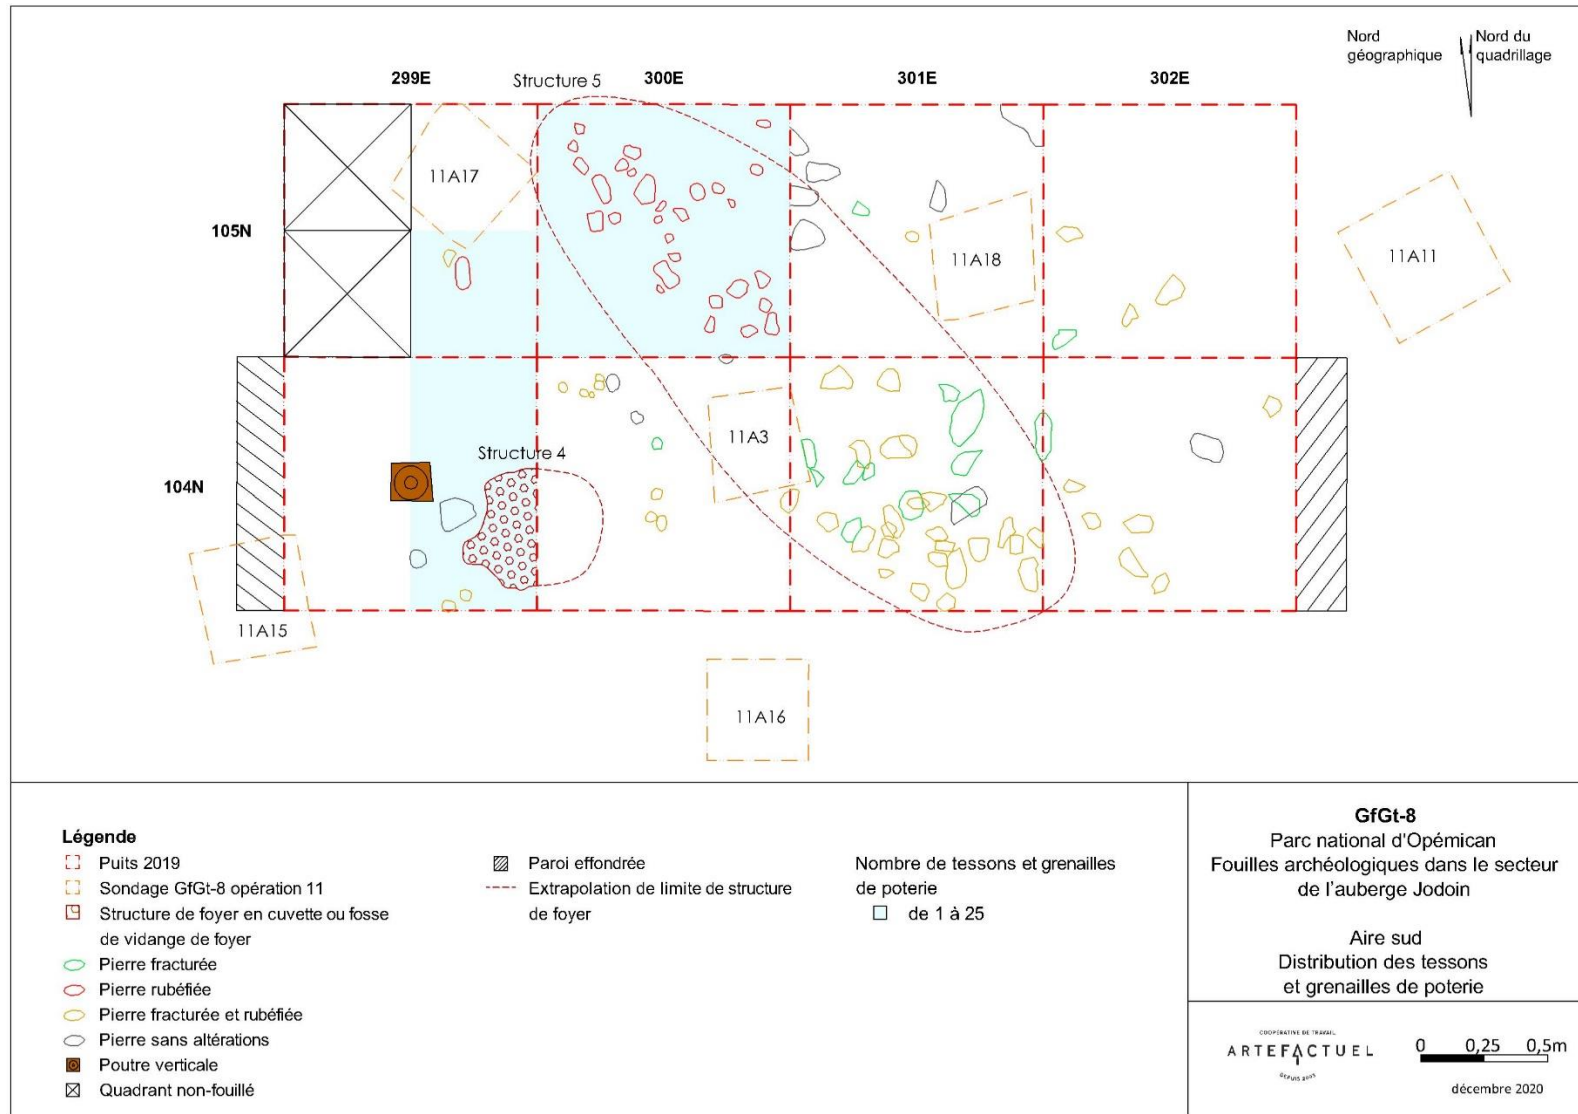 Nord
géographique
Nord du
quadrillage
299E
Structure 5
300E
301E
302E
11A17
105N
11A18
11A11
11A3
Structure 4
104N
11A15
11A16
Légende
Puits 2019
Sondage GfGt-8 opération 11
Structure de foyer en cuvette ou fosse
de vidange de foyer
Pierre fracturée
Pierre rubéfiée
Pierre fracturée et rubéfiée
Pierre sans altérations
Poutre verticale
Quadrant non-fouillé
Paroi effondrée
Extrapolation de limite de structure
de foyer
Nombre de tessons et grenailles
de poterie
de 1 à 25
GfGt-8
Parc national d'Opémican
Fouilles archéologiques dans le secteur
de l'auberge Jodoin
Aire sud
Distribution des tessons
et grenailles de poterie
COOPÉRATIVE DE TRAVAIL
ARTEFACTUEL
DEPUIS 2003
0 0,25 0,5m
décembre 2020